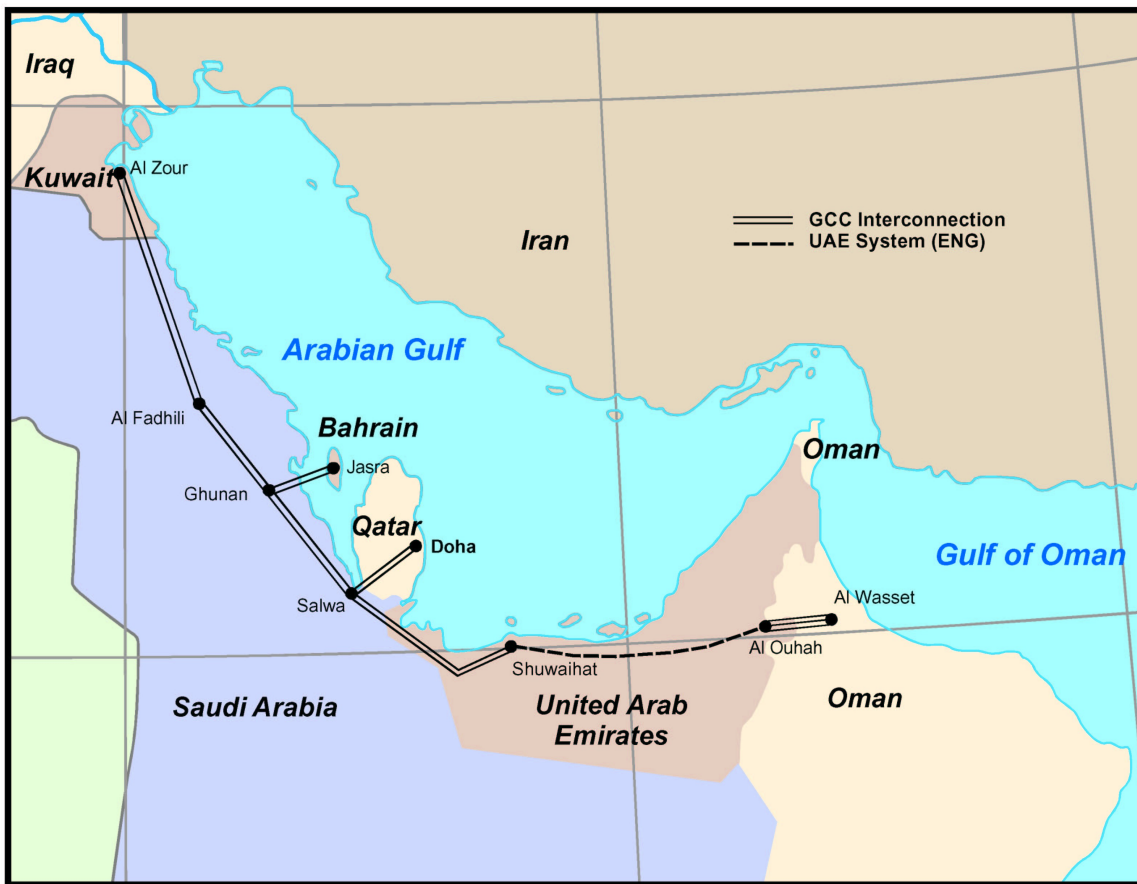 Iraq
Al Zour
Kuwait
GCC Interconnection
UAE System (ENG)
Iran
Arabian Gulf
Al Fadhili
Bahrain
Jasra
Oman
Ghunan
Qatar
Doha
Gulf of Oman
Salwa
Al Wasset
Al Ouhah
Shuwaihat
Saudi Arabia
United Arab
Emirates
Oman